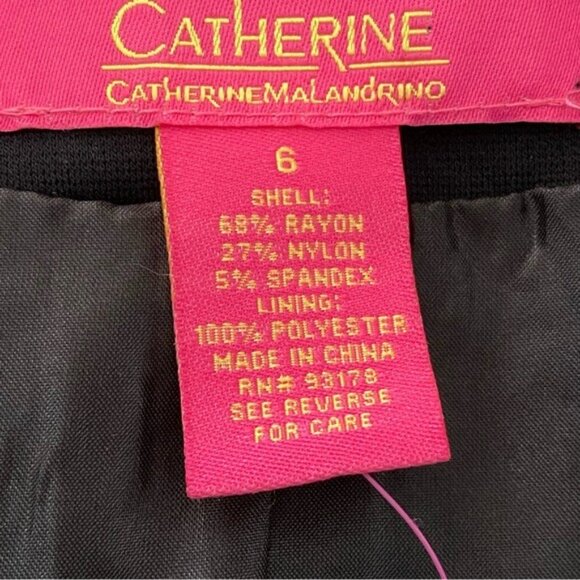 CATHERINE
CATHERINEMALANDRINO
6
SHELL:
68% RAYON
27% NYLON
5% SPANDEX
LINING:
100% POLYESTER
MADE IN CHINA
RN# 93178
SEE REVERSE
FOR CARE